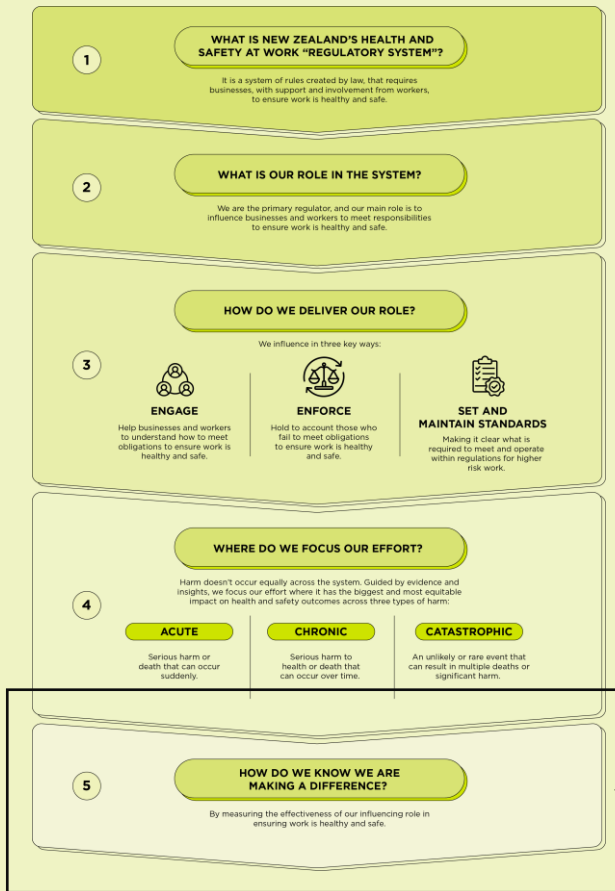 1
WHAT IS NEW ZEALAND'S HEALTH AND
SAFETY AT WORK “REGULATORY SYSTEM”?
It is a system of rules created by law, that requires
businesses, with support and involvement from workers,
to ensure work is healthy and safe.
2
WHAT IS OUR ROLE IN THE SYSTEM?
We are the primary regulator, and our main role is to
influence businesses and workers to meet responsibilities
to ensure work is healthy and safe.
3
HOW DO WE DELIVER OUR ROLE?
We influence in three key ways:
ENGAGE
Help businesses and workers
to understand how to meet
obligations to ensure work is
healthy and safe.
ENFORCE
Hold to account those who
fail to meet obligations
to ensure work is healthy
and safe.
SET AND
MAINTAIN STANDARDS
Making it clear what is
required to meet and operate
within regulations for higher
risk work.
4
WHERE DO WE FOCUS OUR EFFORT?
Harm doesn't occur equally across the system. Guided by evidence and
insights, we focus our effort where it has the biggest and most equitable
impact on health and safety outcomes across three types of harm:
ACUTE
Serious harm or
death that can occur
suddenly.
CHRONIC
Serious harm to
health or death that
can occur over time.
CATASTROPHIC
An unlikely or rare event that
can result in multiple deaths or
significant harm.
5
HOW DO WE KNOW WE ARE
MAKING A DIFFERENCE?
By measuring the effectiveness of our influencing role in
ensuring work is healthy and safe.